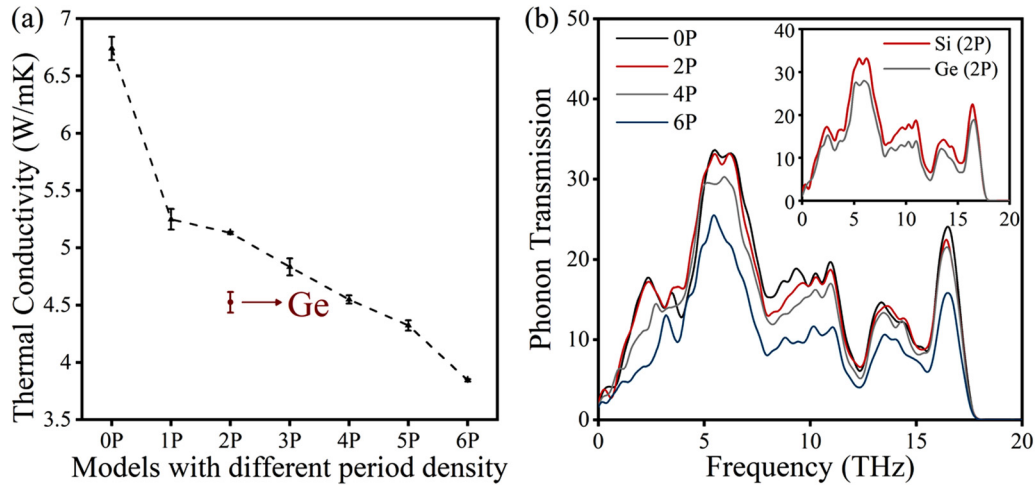 (a)
Thermal Conductivity (W/mK)
7
6.5
6
5.5
5
4.5
4
3.5
Ge
0P 1P 2P 3P 4P 5P 6P
Models with different period density
(b)
Phonon Transmission
50
40
30
20
10
0
0P
2P
4P
6P
0 5 10 15 20
Frequency (THz)
40
30
20
10
0
Si (2P)
Ge (2P)
0 5 10 15 20